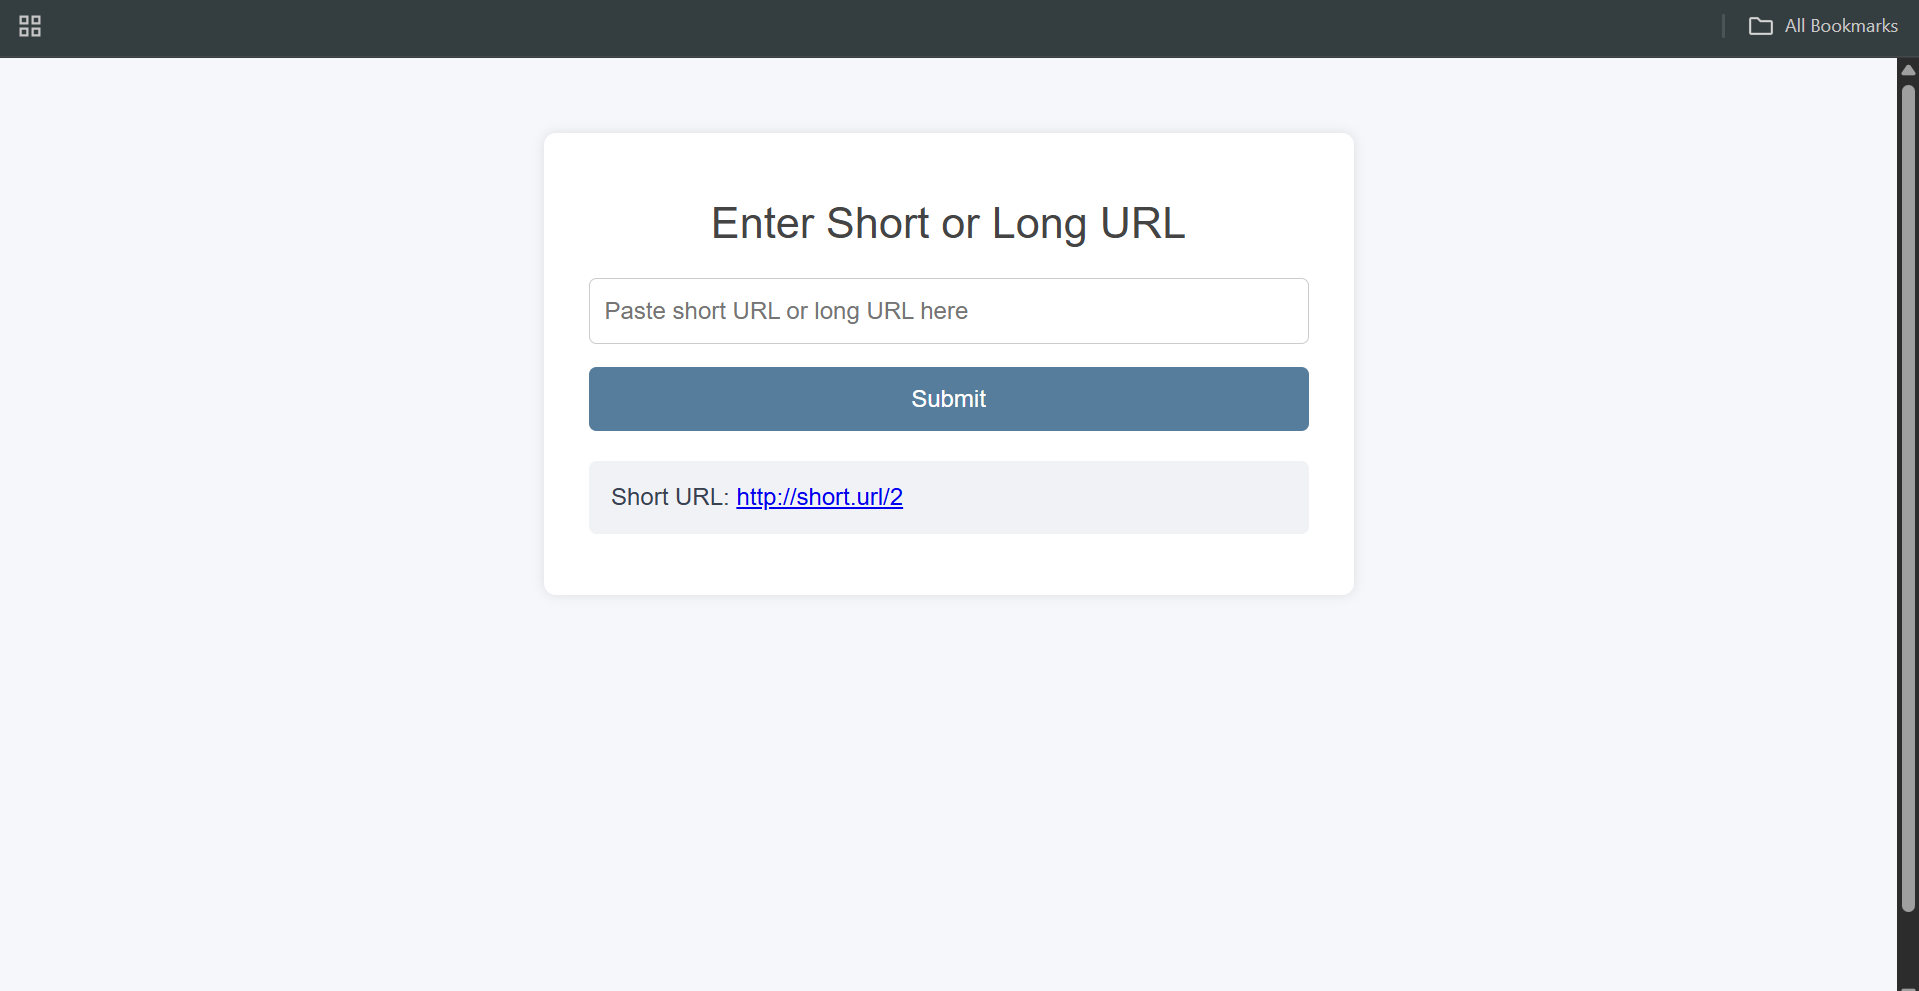 All Bookmarks
Enter Short or Long URL
Paste short URL or long URL here
Submit
Short URL: http://short.url/2